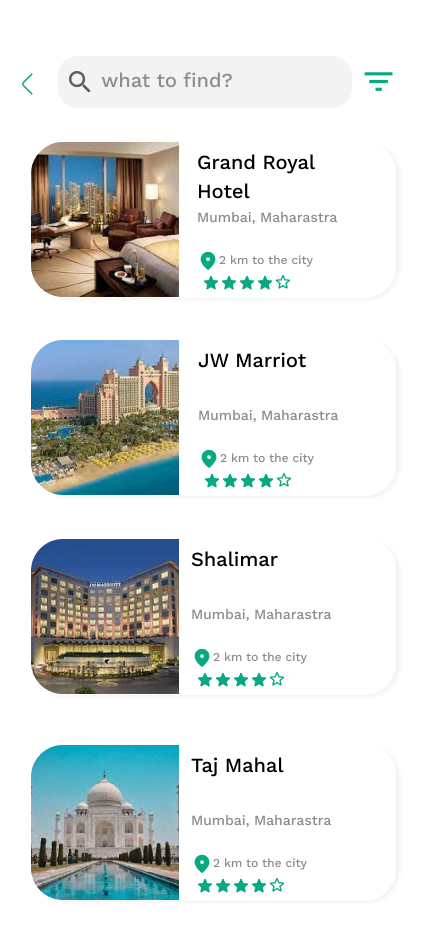 what to find?
Grand Royal
Hotel
Mumbai, Maharastra
2 km to the city
JW Marriot
Mumbai, Maharastra
2 km to the city
Shalimar
JW MARRIOTT
Mumbai, Maharastra
2 km to the city
Taj Mahal
Mumbai, Maharastra
2 km to the city